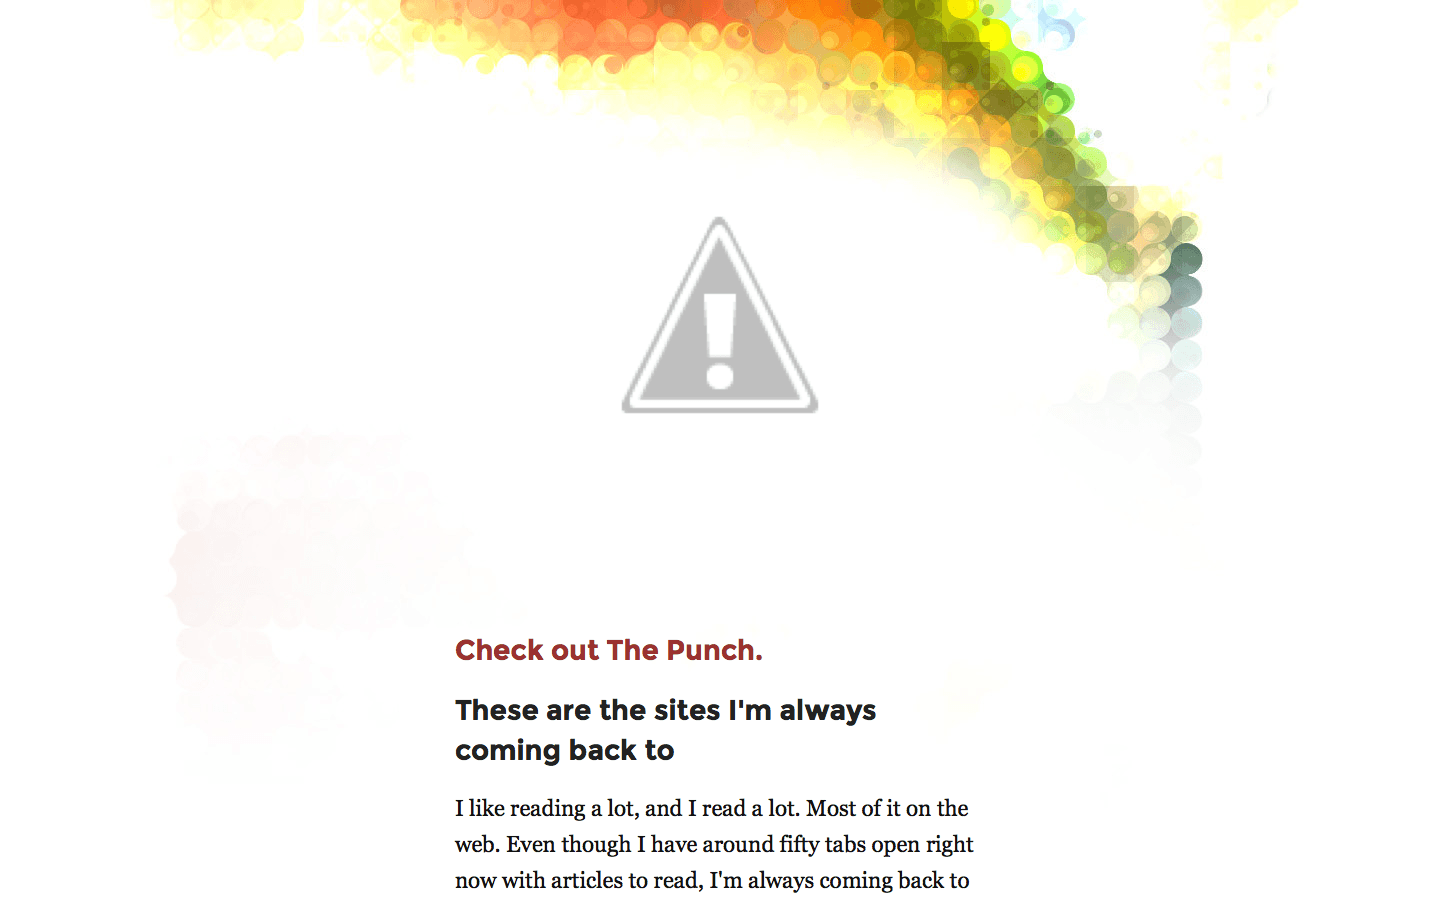 Check out The Punch.
These are the sites I'm always
coming back to
I like reading a lot, and I read a lot. Most of it on the
web. Even though I have around fifty tabs open right
now with articles to read, I'm always coming back to